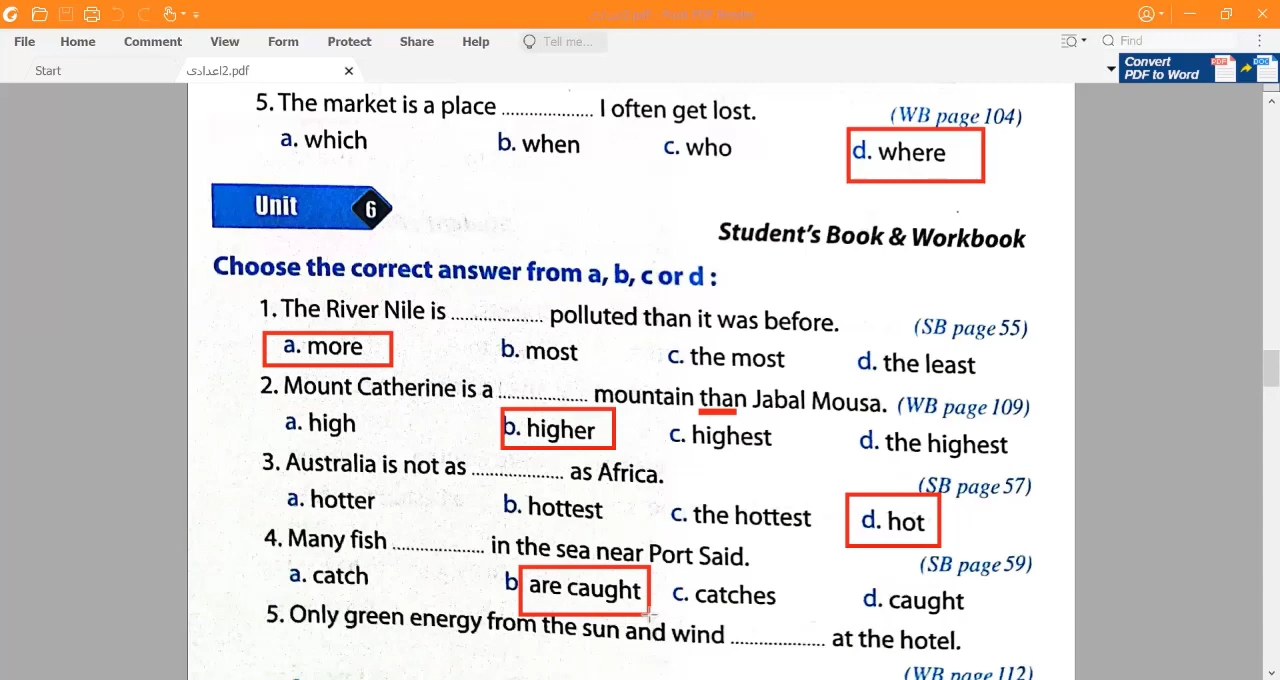 File Home Comment View Form Protect Share Help Tell me... Find
Start 2اعدادى.pdf
Convert
PDF to Word
5. The market is a place .................... I often get lost. (WB page 104)
a. which b. when c. who d. where
Unit 6
Student's Book & Workbook
Choose the correct answer from a, b, c or d :
1. The River Nile is .................... polluted than it was before. (SB page 55)
a. more b. most c. the most d. the least
2. Mount Catherine is a .................... mountain than Jabal Mousa. (WB page 109)
a. high b. higher c. highest d. the highest
3. Australia is not as .................... as Africa. (SB page 57)
a. hotter b. hottest c. the hottest d. hot
4. Many fish .................... in the sea near Port Said. (SB page 59)
a. catch b are caught c. catches d. caught
5. Only green energy from the sun and wind .................... at the hotel.
(WB page 112)